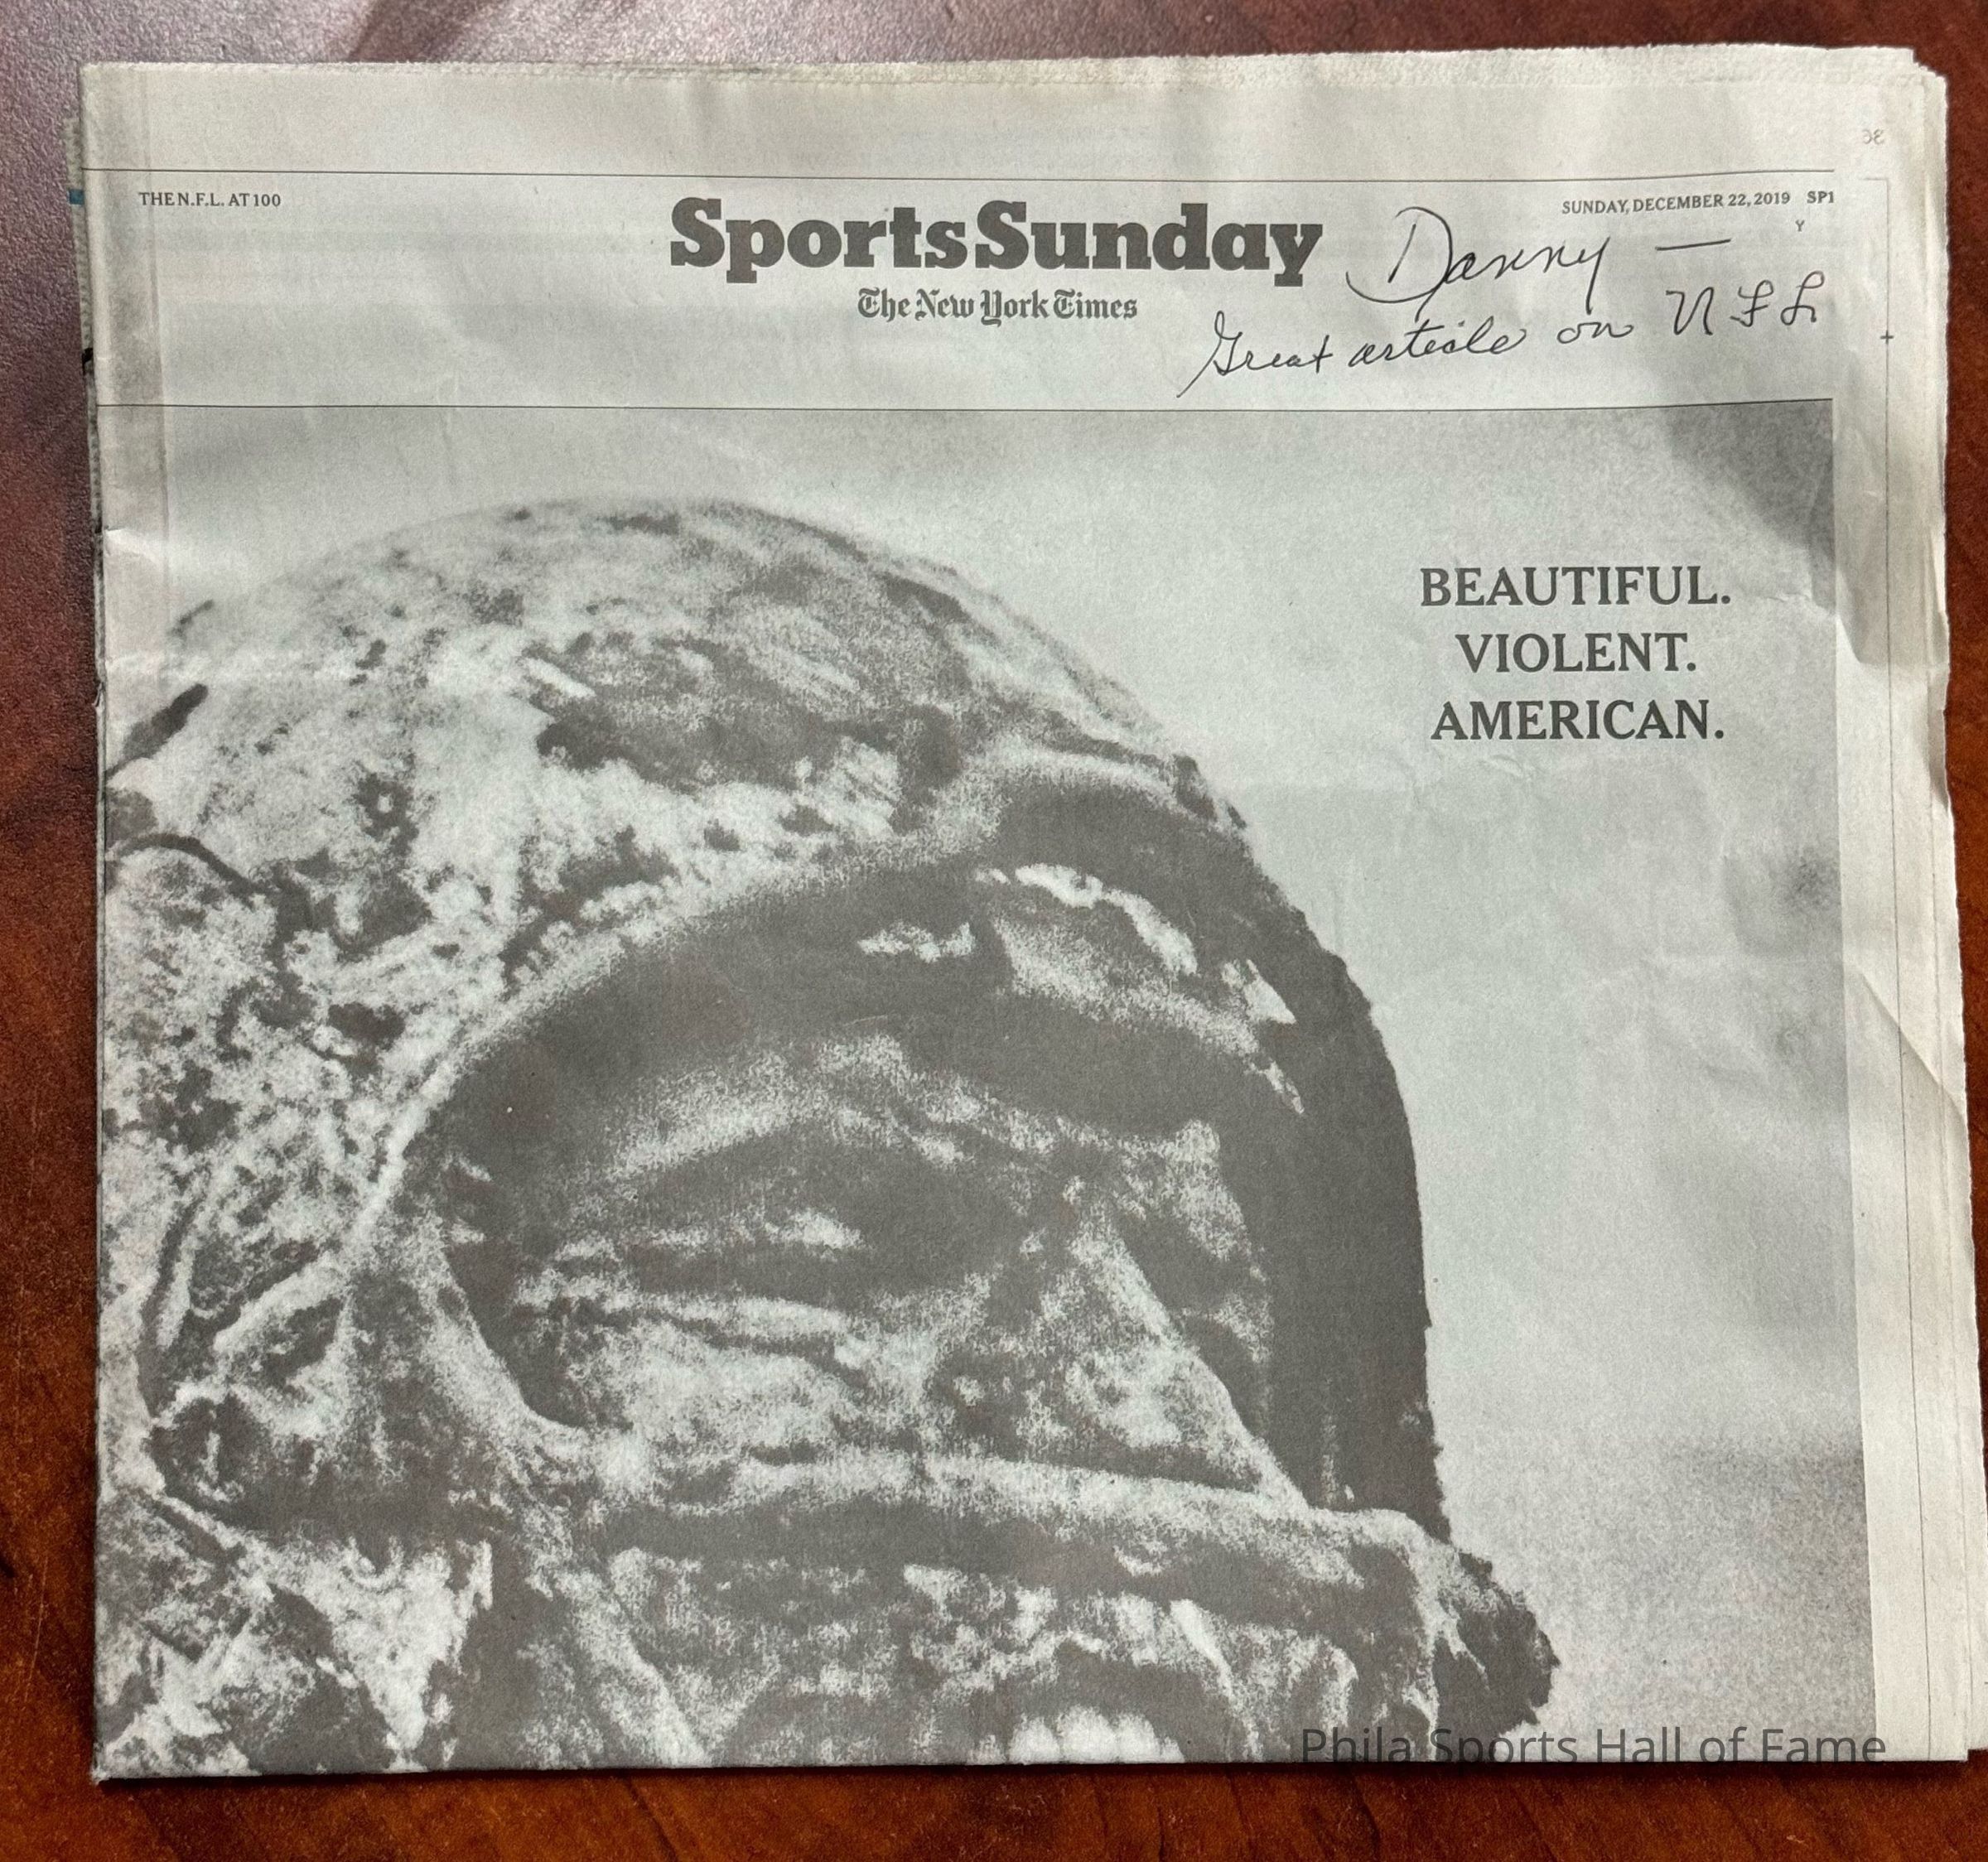 THE N.F.L. AT 100
SportsSunday
The New York Times
SUNDAY, DECEMBER 22, 2019 SP1
Y
Danny —
Great article on NFL
BEAUTIFUL.
VIOLENT.
AMERICAN.
Phila Sports Hall of Fame